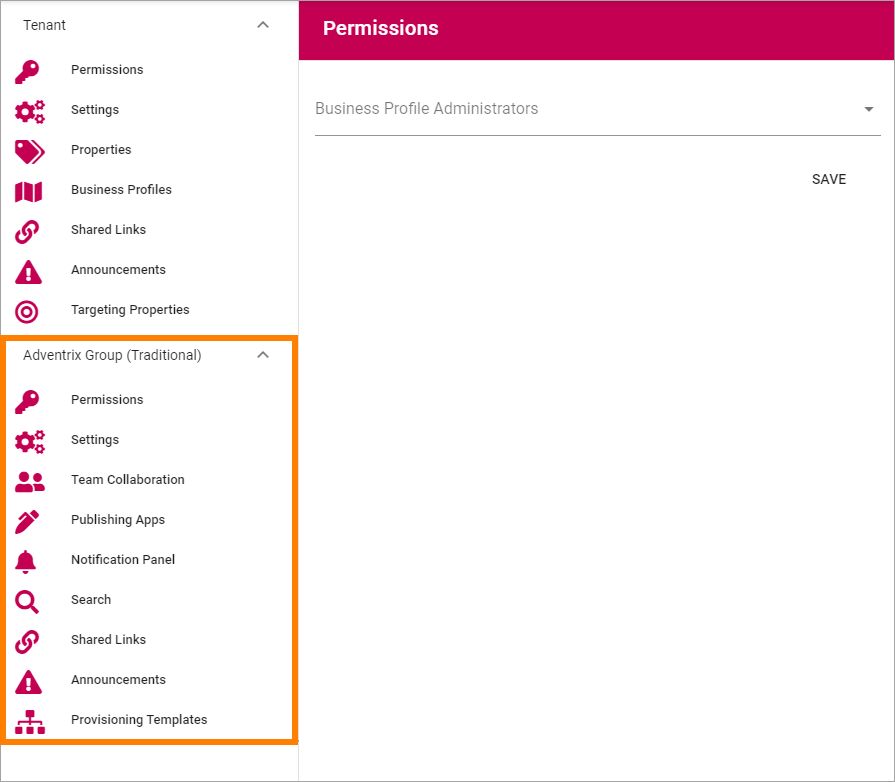 Tenant
Permissions
Settings
Properties
Business Profiles
Shared Links
Announcements
Targeting Properties
Adventrix Group (Traditional)
Permissions
Settings
Team Collaboration
Publishing Apps
Notification Panel
Search
Shared Links
Announcements
Provisioning Templates
Permissions
Business Profile Administrators
SAVE